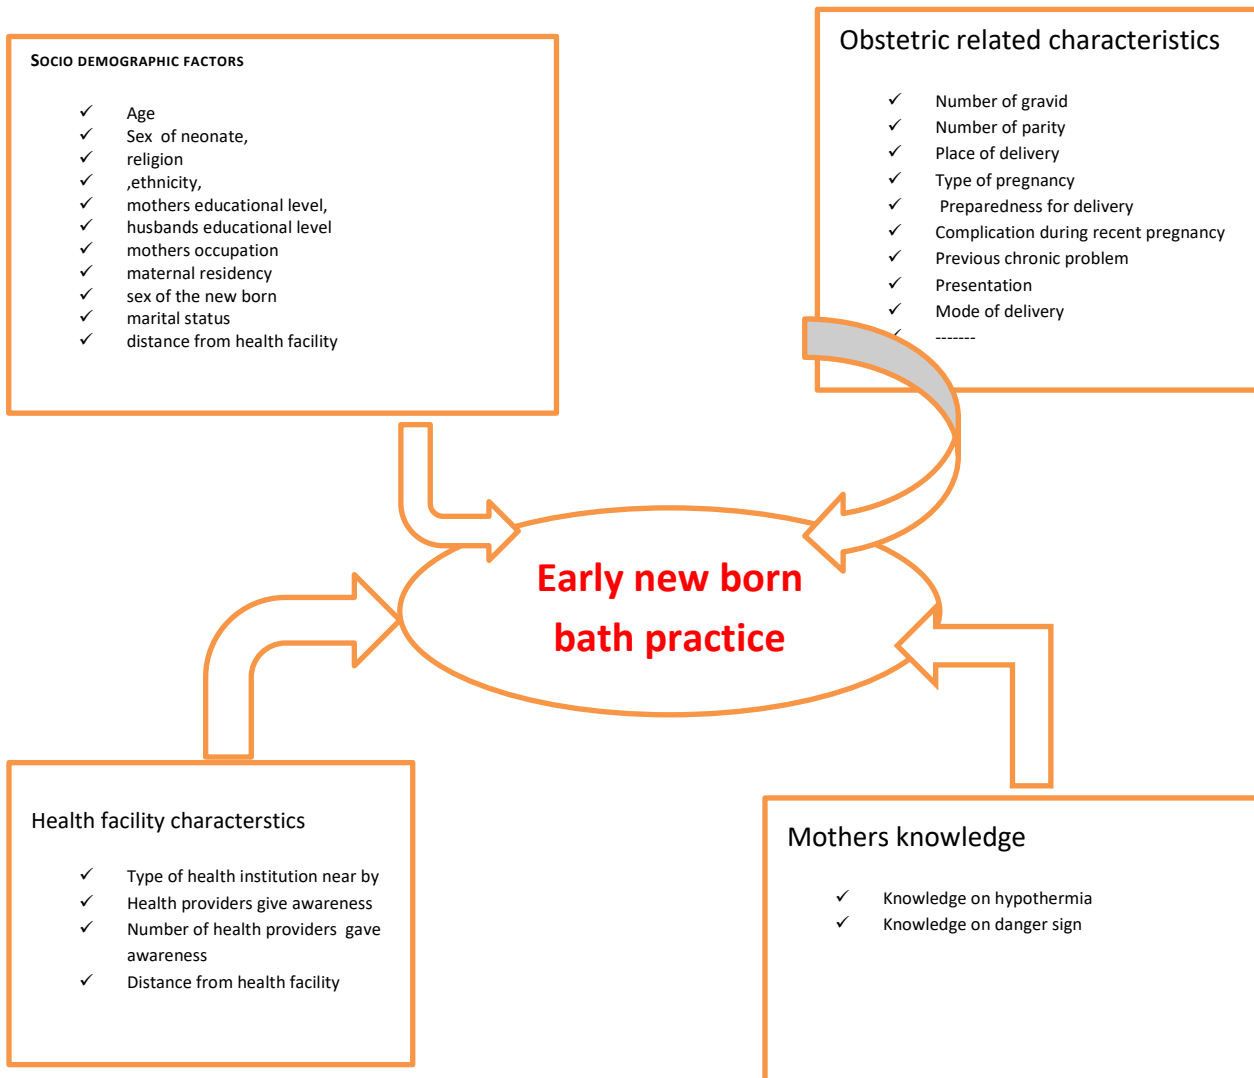 SOCIO DEMOGRAPHIC FACTORS
✓ Age
✓ Sex of neonate,
✓ religion
✓ ,ethnicity,
✓ mothers educational level,
✓ husbands educational level
✓ mothers occupation
✓ maternal residency
✓ sex of the new born
✓ marital status
✓ distance from health facility
Obstetric related characteristics
✓ Number of gravid
✓ Number of parity
✓ Place of delivery
✓ Type of pregnancy
✓ Preparedness for delivery
✓ Complication during recent pregnancy
✓ Previous chronic problem
✓ Presentation
✓ Mode of delivery
✓ -------
Early new born
bath practice
Health facility characterstics
✓ Type of health institution near by
✓ Health providers give awareness
✓ Number of health providers gave
awareness
✓ Distance from health facility
Mothers knowledge
✓ Knowledge on hypothermia
✓ Knowledge on danger sign